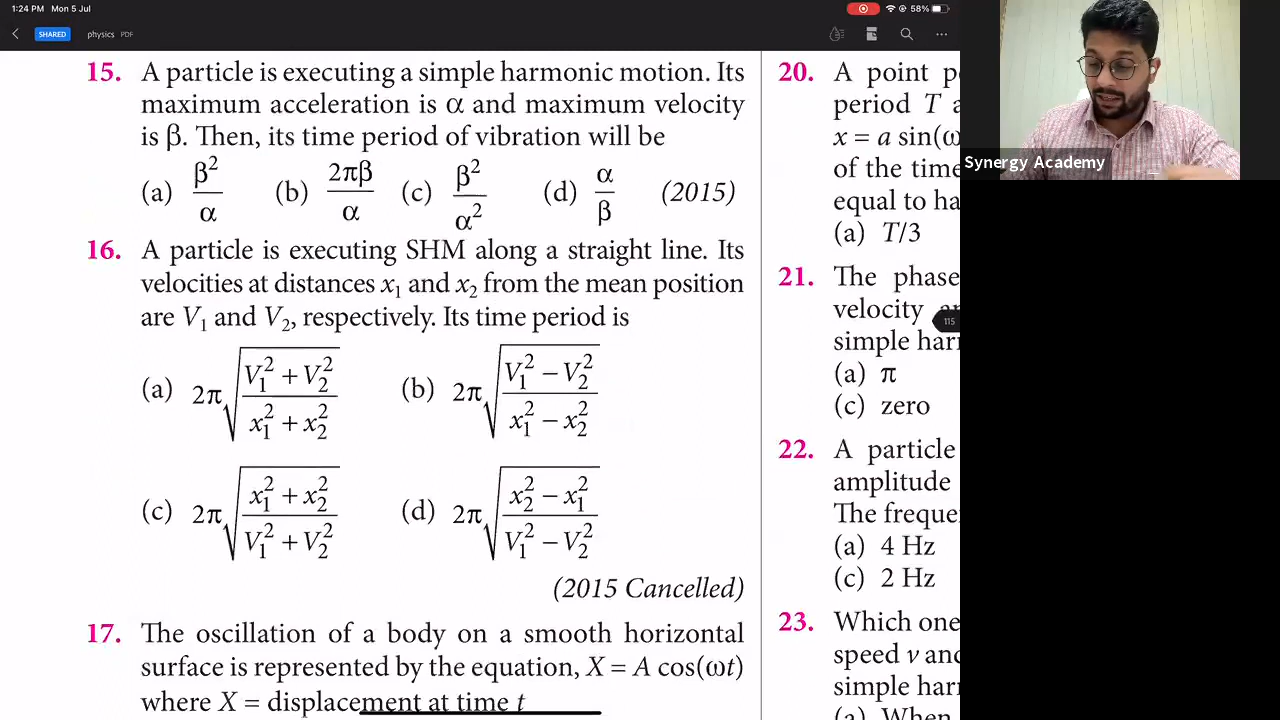 1:24 PM Mon 5 Jul
58%
SHARED physics PDF
15. A particle is executing a simple harmonic motion. Its
maximum acceleration is α and maximum velocity
is β. Then, its time period of vibration will be
(a) β²/α (b) 2πβ/α (c) β²/α² (d) α/β (2015)
16. A particle is executing SHM along a straight line. Its
velocities at distances x₁ and x₂ from the mean position
are V₁ and V₂, respectively. Its time period is
(a) 2π√((V₁² + V₂²)/(x₁² + x₂²)) (b) 2π√((V₁² − V₂²)/(x₁² − x₂²))
(c) 2π√((x₁² + x₂²)/(V₁² + V₂²)) (d) 2π√((x₂² − x₁²)/(V₁² − V₂²))
(2015 Cancelled)
17. The oscillation of a body on a smooth horizontal
surface is represented by the equation, X = A cos(ωt)
where X = displacement at time t
20. A point p
period T a
x = a sin(ω
of the time
equal to ha
(a) T/3
21. The phase
velocity
115
simple har
(a) π
(c) zero
22. A particle
amplitude
The freque
(a) 4 Hz
(c) 2 Hz
23. Which one
speed v and
simple har
(a) When
Synergy Academy